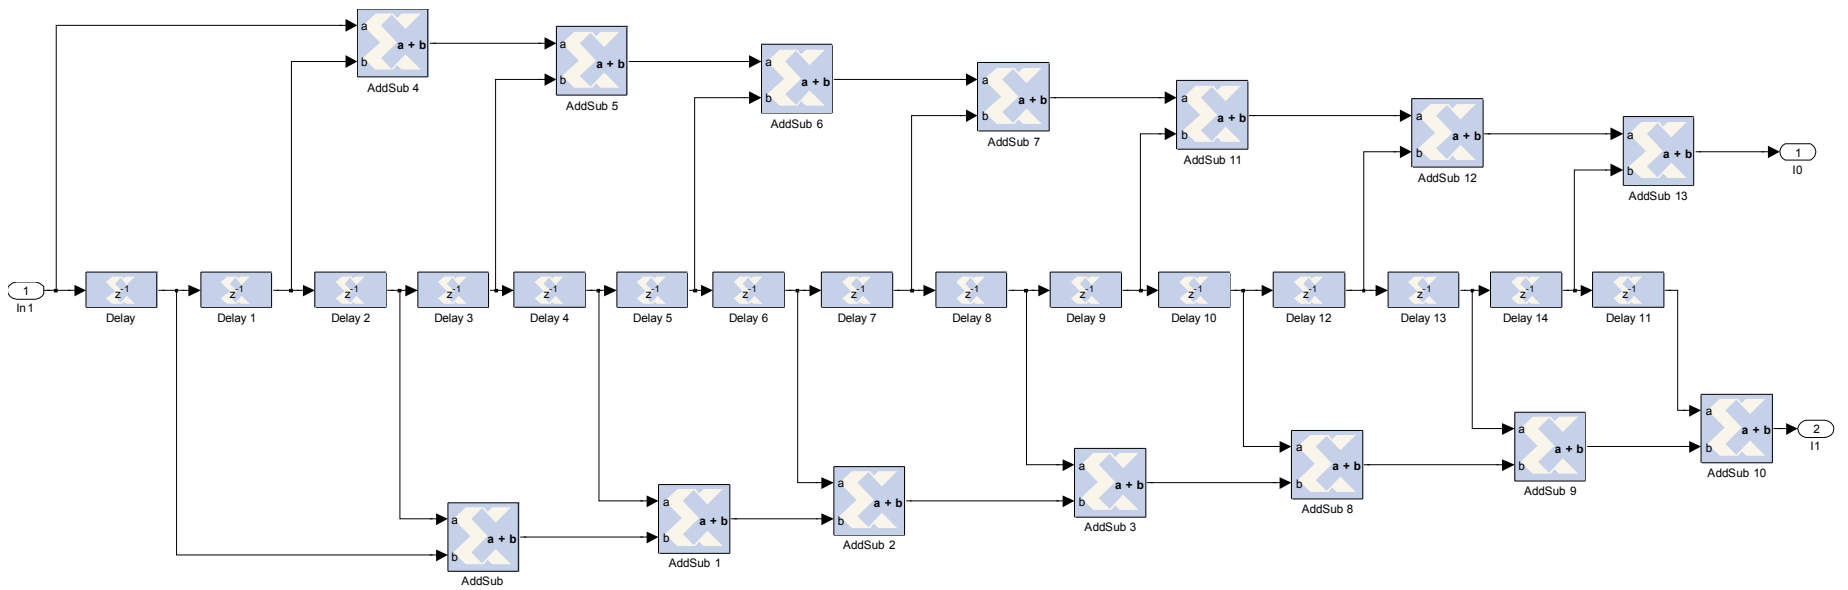 a
a + b
b
AddSub 4
a
a + b
b
AddSub 5
a
a + b
b
AddSub 6
a
a + b
b
AddSub 7
a
a + b
b
AddSub 11
a
a + b
b
AddSub 12
a
a + b
b
AddSub 13
1
I0
1
In1
z-1
Delay
z-1
Delay 1
z-1
Delay 2
z-1
Delay 3
z-1
Delay 4
z-1
Delay 5
z-1
Delay 6
z-1
Delay 7
z-1
Delay 8
z-1
Delay 9
z-1
Delay 10
z-1
Delay 12
z-1
Delay 13
z-1
Delay 14
z-1
Delay 11
a
a + b
b
AddSub
a
a + b
b
AddSub 1
a
a + b
b
AddSub 2
a
a + b
b
AddSub 3
a
a + b
b
AddSub 8
a
a + b
b
AddSub 9
a
a + b
b
AddSub 10
2
I1